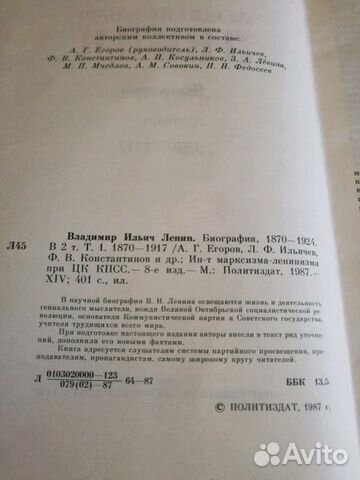 Биография подготовлена
авторским коллективом в составе:
А. Г. Егоров (руководитель), Л. Ф. Ильичев,
Ф. В. Константинов, А. П. Косульников, З. А. Левина,
М. П. Мчедлов, А. М. Совокин, П. Н. Федосеев
Владимир Ильич Ленин. Биография, 1870—1924.
Л45 В 2 т. Т. 1. 1870—1917 /А. Г. Егоров, Л. Ф. Ильичев,
Ф. В. Константинов и др.; Ин-т марксизма-ленинизма
при ЦК КПСС.— 8-е изд.— М.: Политиздат, 1987.—
XIV; 401 с., ил.
В научной биографии В. И. Ленина освещаются жизнь и деятельность
гениального мыслителя, вождя Великой Октябрьской социалистической ре-
волюции, основателя Коммунистической партии и Советского государства,
учителя трудящихся всего мира.
При подготовке настоящего издания авторы внесли в текст ряд уточне-
ний, дополнили его новыми фактами.
Книга адресуется слушателям системы партийного просвещения, пре-
подавателям, пропагандистам, самому широкому кругу читателей.
Л 0103020000—123
079(02)—87 64—87 ББК 13.5
© ПОЛИТИЗДАТ, 1987 г.
Avito